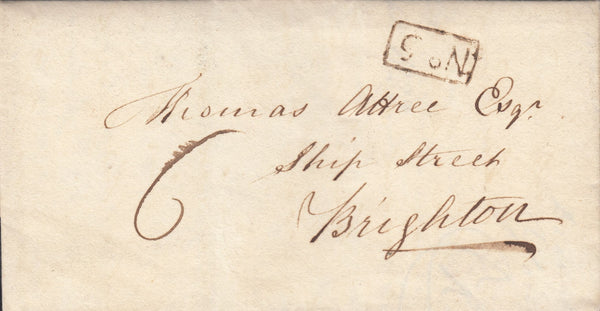 No 5
Thomas Attree Esqr
6 Ship Street
Brighton